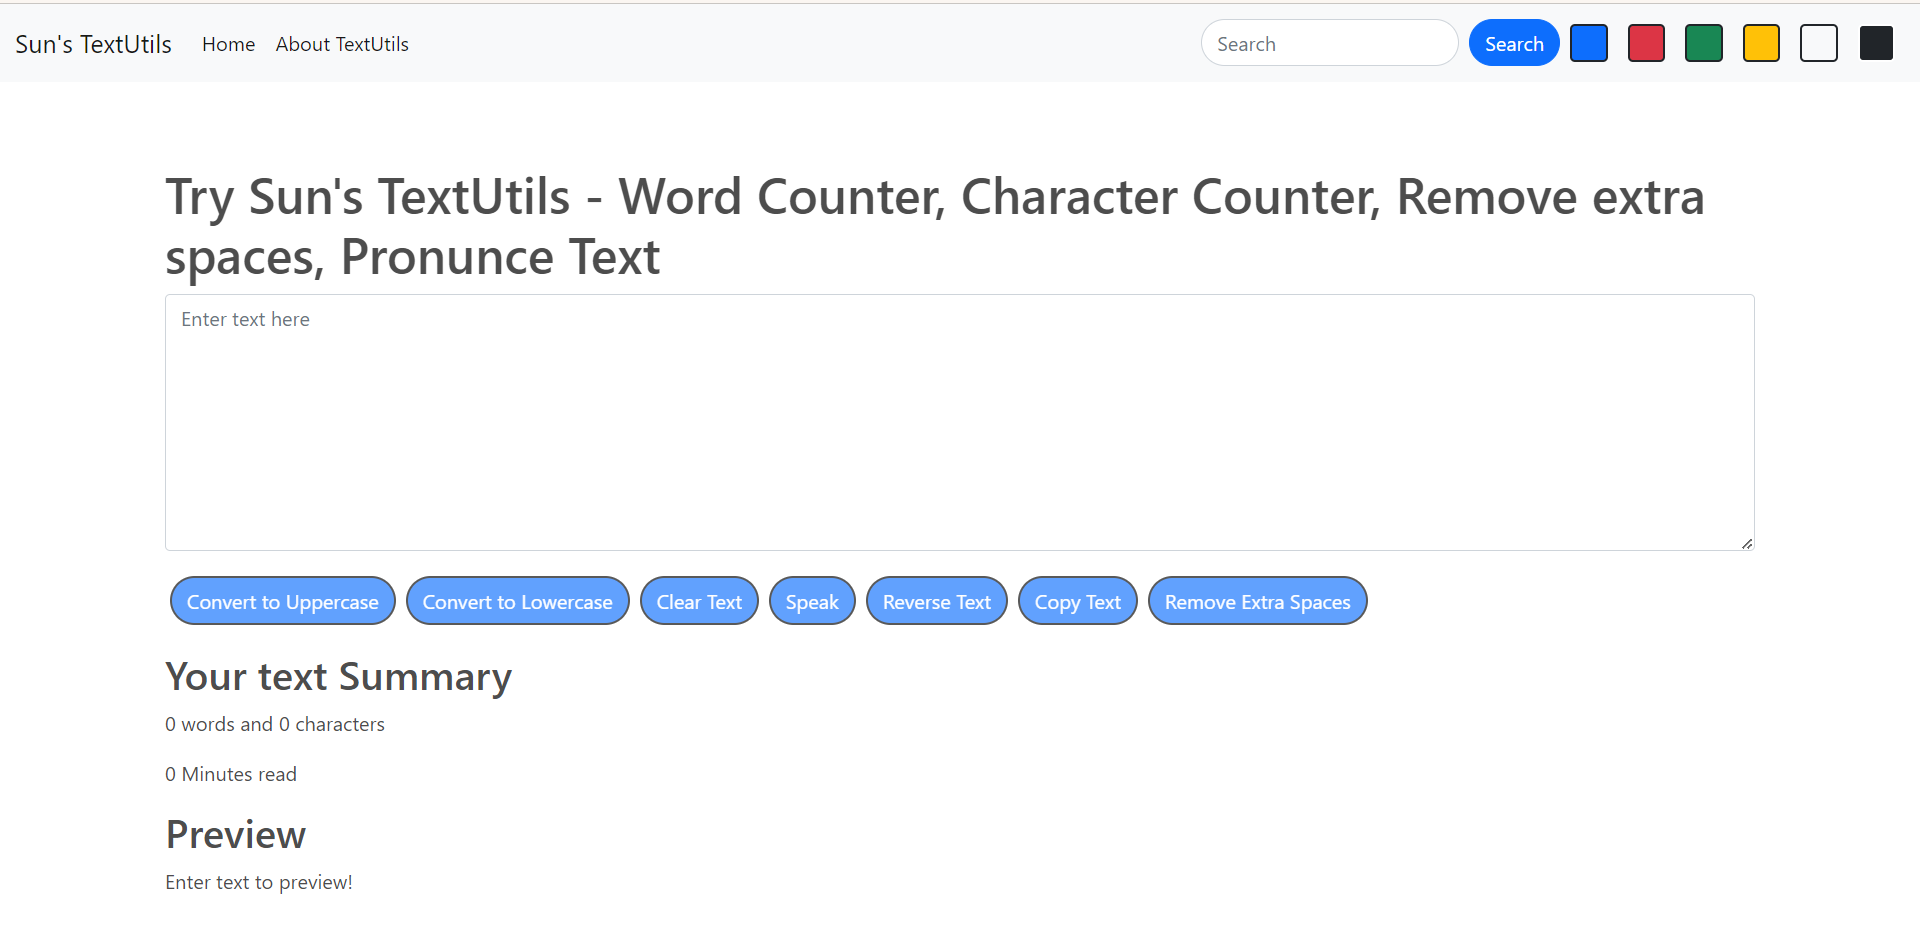 Sun's TextUtils Home About TextUtils Search Search
Try Sun's TextUtils - Word Counter, Character Counter, Remove extra
spaces, Pronunce Text
Enter text here
Convert to Uppercase Convert to Lowercase Clear Text Speak Reverse Text Copy Text Remove Extra Spaces
Your text Summary
0 words and 0 characters
0 Minutes read
Preview
Enter text to preview!